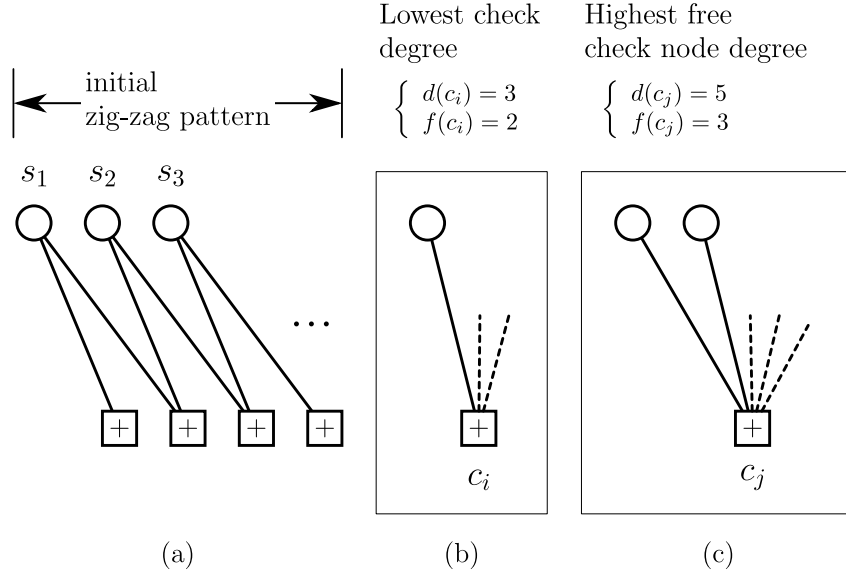 Lowest check
degree
{ d(c_i) = 3
f(c_i) = 2
Highest free
check node degree
{ d(c_j) = 5
f(c_j) = 3
initial
zig-zag pattern
s_1 s_2 s_3
...
+ + + + + +
c_i c_j
(a) (b) (c)